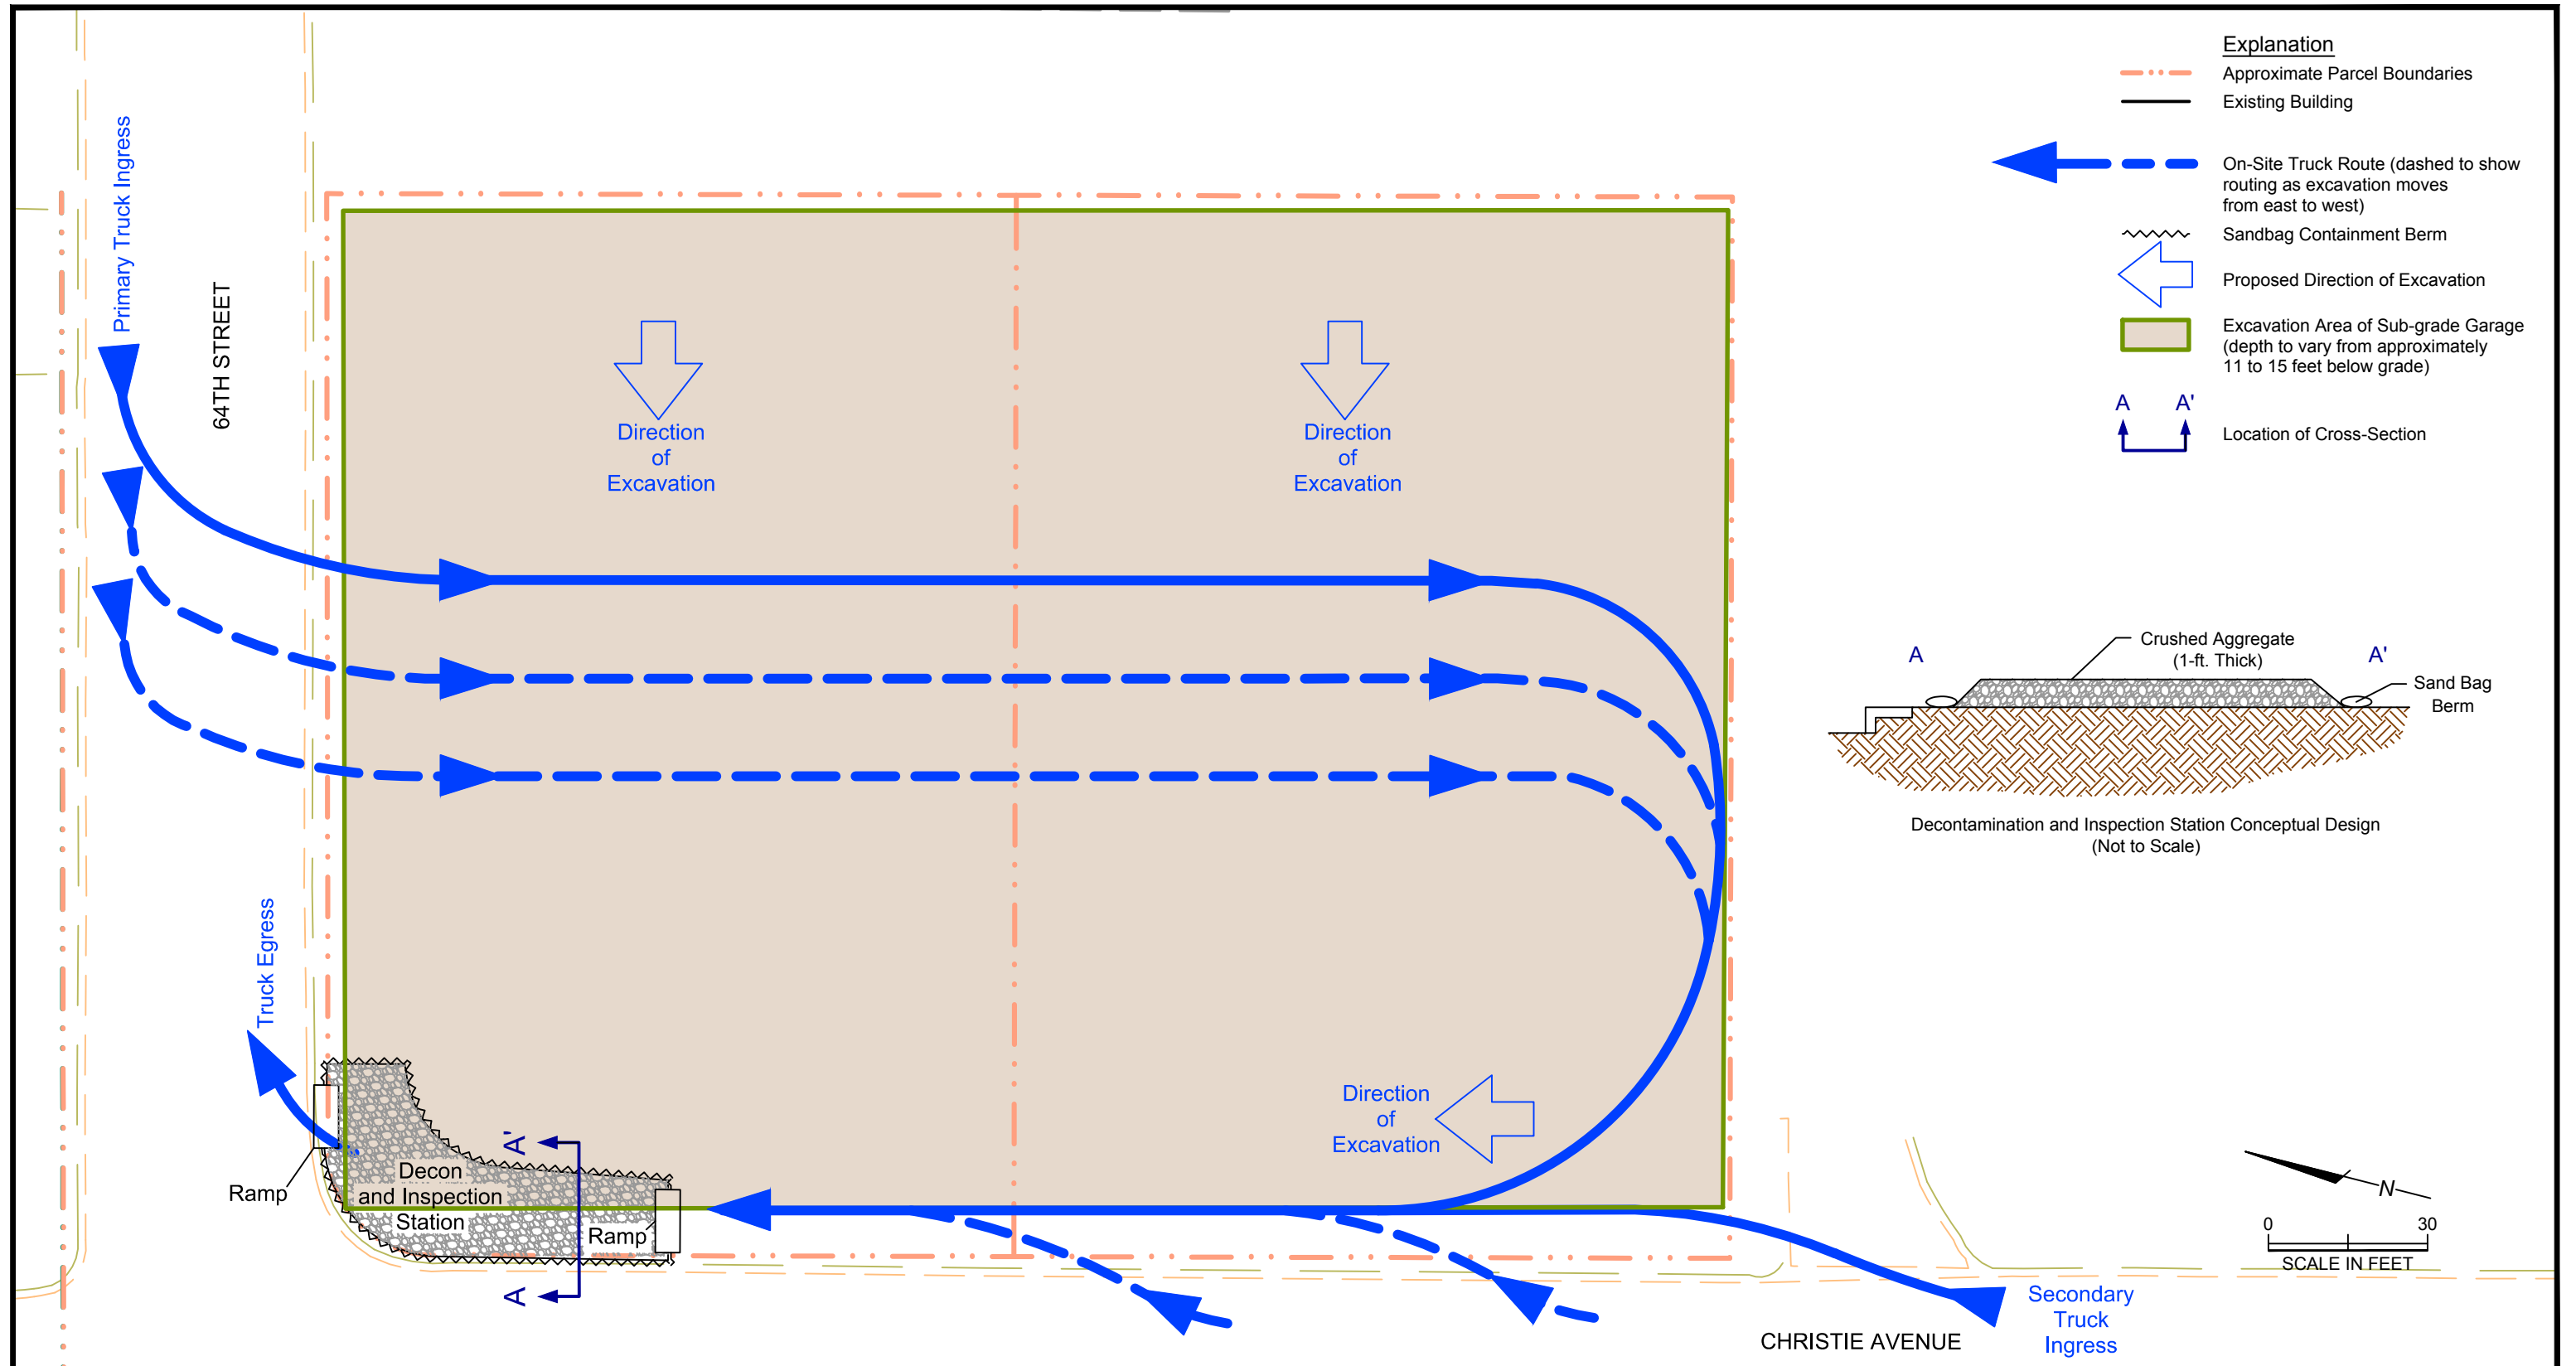 Explanation
Approximate Parcel Boundaries
Existing Building
On-Site Truck Route (dashed to show
routing as excavation moves
from east to west)
Sandbag Containment Berm
Proposed Direction of Excavation
Excavation Area of Sub-grade Garage
(depth to vary from approximately
11 to 15 feet below grade)
A A'
Location of Cross-Section
Primary Truck Ingress
64TH STREET
Direction
of
Excavation
Direction
of
Excavation
A
Crushed Aggregate
(1-ft. Thick)
A'
Sand Bag
Berm
Decontamination and Inspection Station Conceptual Design
(Not to Scale)
Truck Egress
Direction
of
Excavation
Ramp
Decon
and Inspection
Station
Ramp
A'
A
N
0 30
SCALE IN FEET
Secondary
Truck
Ingress
CHRISTIE AVENUE